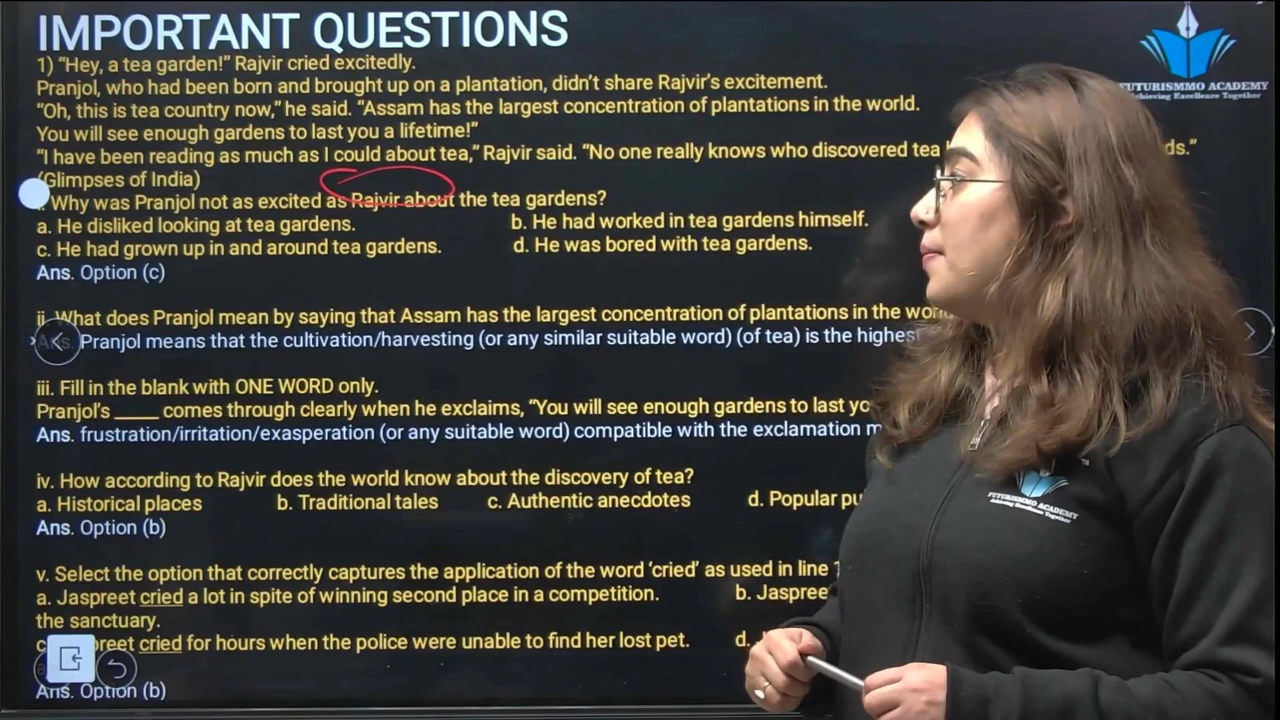 IMPORTANT QUESTIONS
1) “Hey, a tea garden!” Rajvir cried excitedly.
Pranjol, who had been born and brought up on a plantation, didn’t share Rajvir’s excitement.
“Oh, this is tea country now,” he said. “Assam has the largest concentration of plantations in the world.
You will see enough gardens to last you a lifetime!”
“I have been reading as much as I could about tea,” Rajvir said. “No one really knows who discovered tea
(Glimpses of India)
Why was Pranjol not as excited as Rajvir about the tea gardens?
a. He disliked looking at tea gardens. b. He had worked in tea gardens himself.
c. He had grown up in and around tea gardens. d. He was bored with tea gardens.
Ans. Option (c)
ii. What does Pranjol mean by saying that Assam has the largest concentration of plantations in the
Pranjol means that the cultivation/harvesting (or any similar suitable word) (of tea) is the highest
iii. Fill in the blank with ONE WORD only.
Pranjol’s ____ comes through clearly when he exclaims, “You will see enough gardens to last
Ans. frustration/irritation/exasperation (or any suitable word) compatible with the exclamation
iv. How according to Rajvir does the world know about the discovery of tea?
a. Historical places b. Traditional tales c. Authentic anecdotes d. Popular
Ans. Option (b)
v. Select the option that correctly captures the application of the word ‘cried’ as used in line
a. Jaspreet cried a lot in spite of winning second place in a competition. b.
the sanctuary.
cried for hours when the police were unable to find her lost pet. d.
Ans. Option (b)
FUTURISMMO ACADEMY
Achieving Excellence Together
FUTURISMMO ACADEMY
Achieving Excellence Together